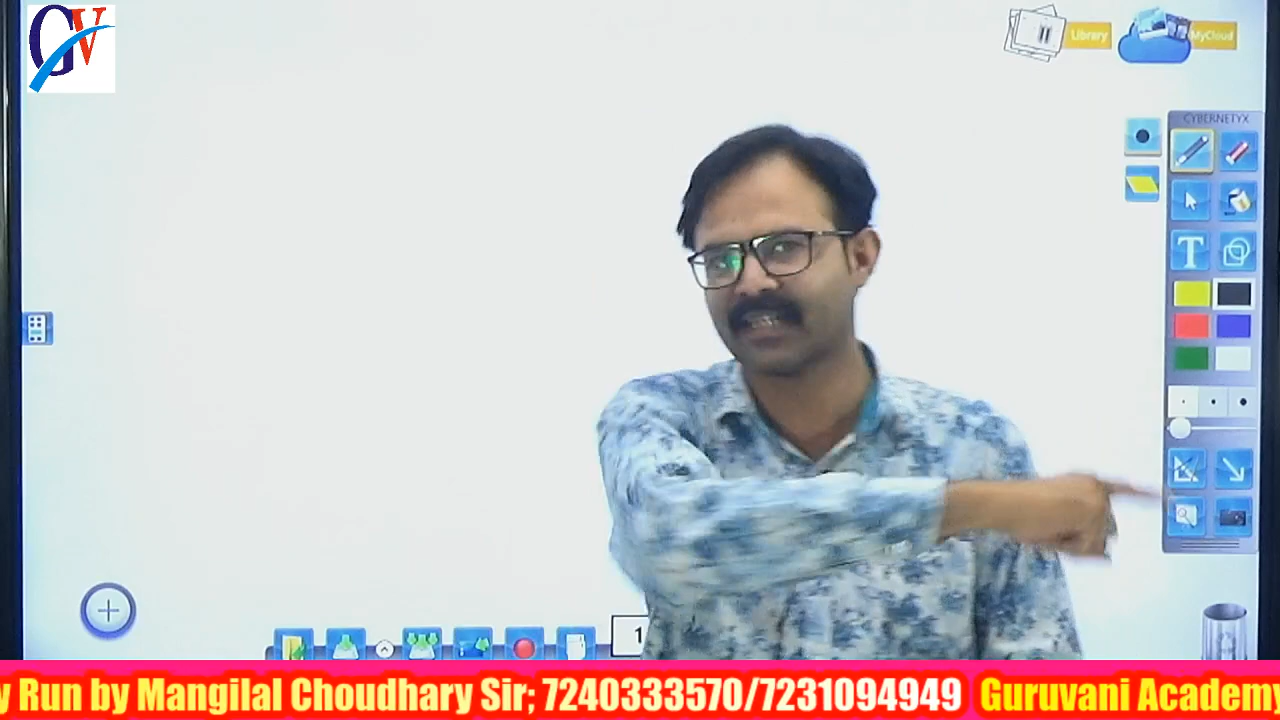 GV
Library
MyCloud
CYBERNETYX
T
1
y Run by Mangilal Choudhary Sir; 7240333570/7231094949 Guruvani Academy